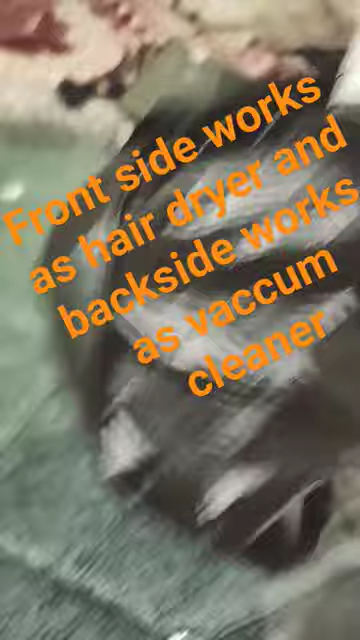 Front side works
as hair dryer and
backside works
as vaccum
cleaner